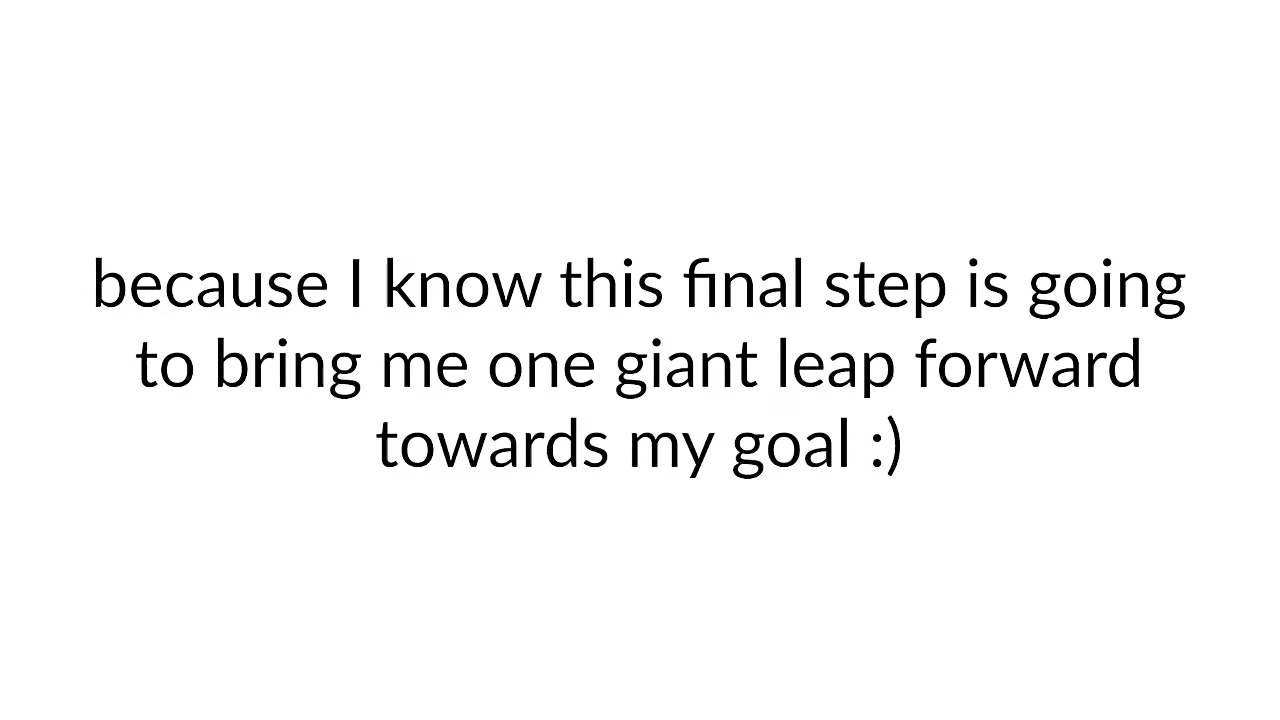 because I know this final step is going
to bring me one giant leap forward
towards my goal :)